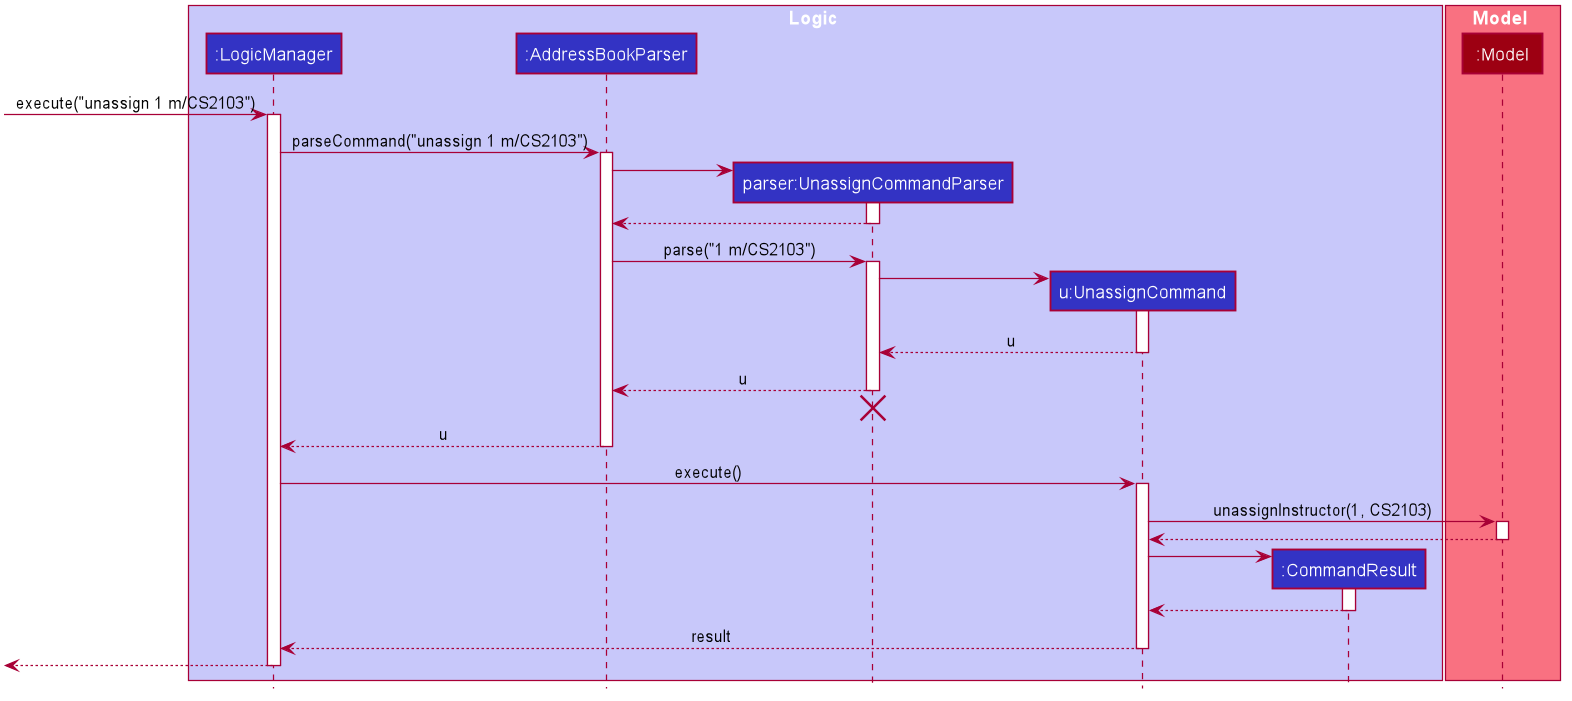 Logic
Model
:LogicManager
:AddressBookParser
:Model
execute("unassign 1 m/CS2103")
parseCommand("unassign 1 m/CS2103")
parser:UnassignCommandParser
parse("1 m/CS2103")
u:UnassignCommand
u
u
u
execute()
unassignInstructor(1, CS2103)
:CommandResult
result